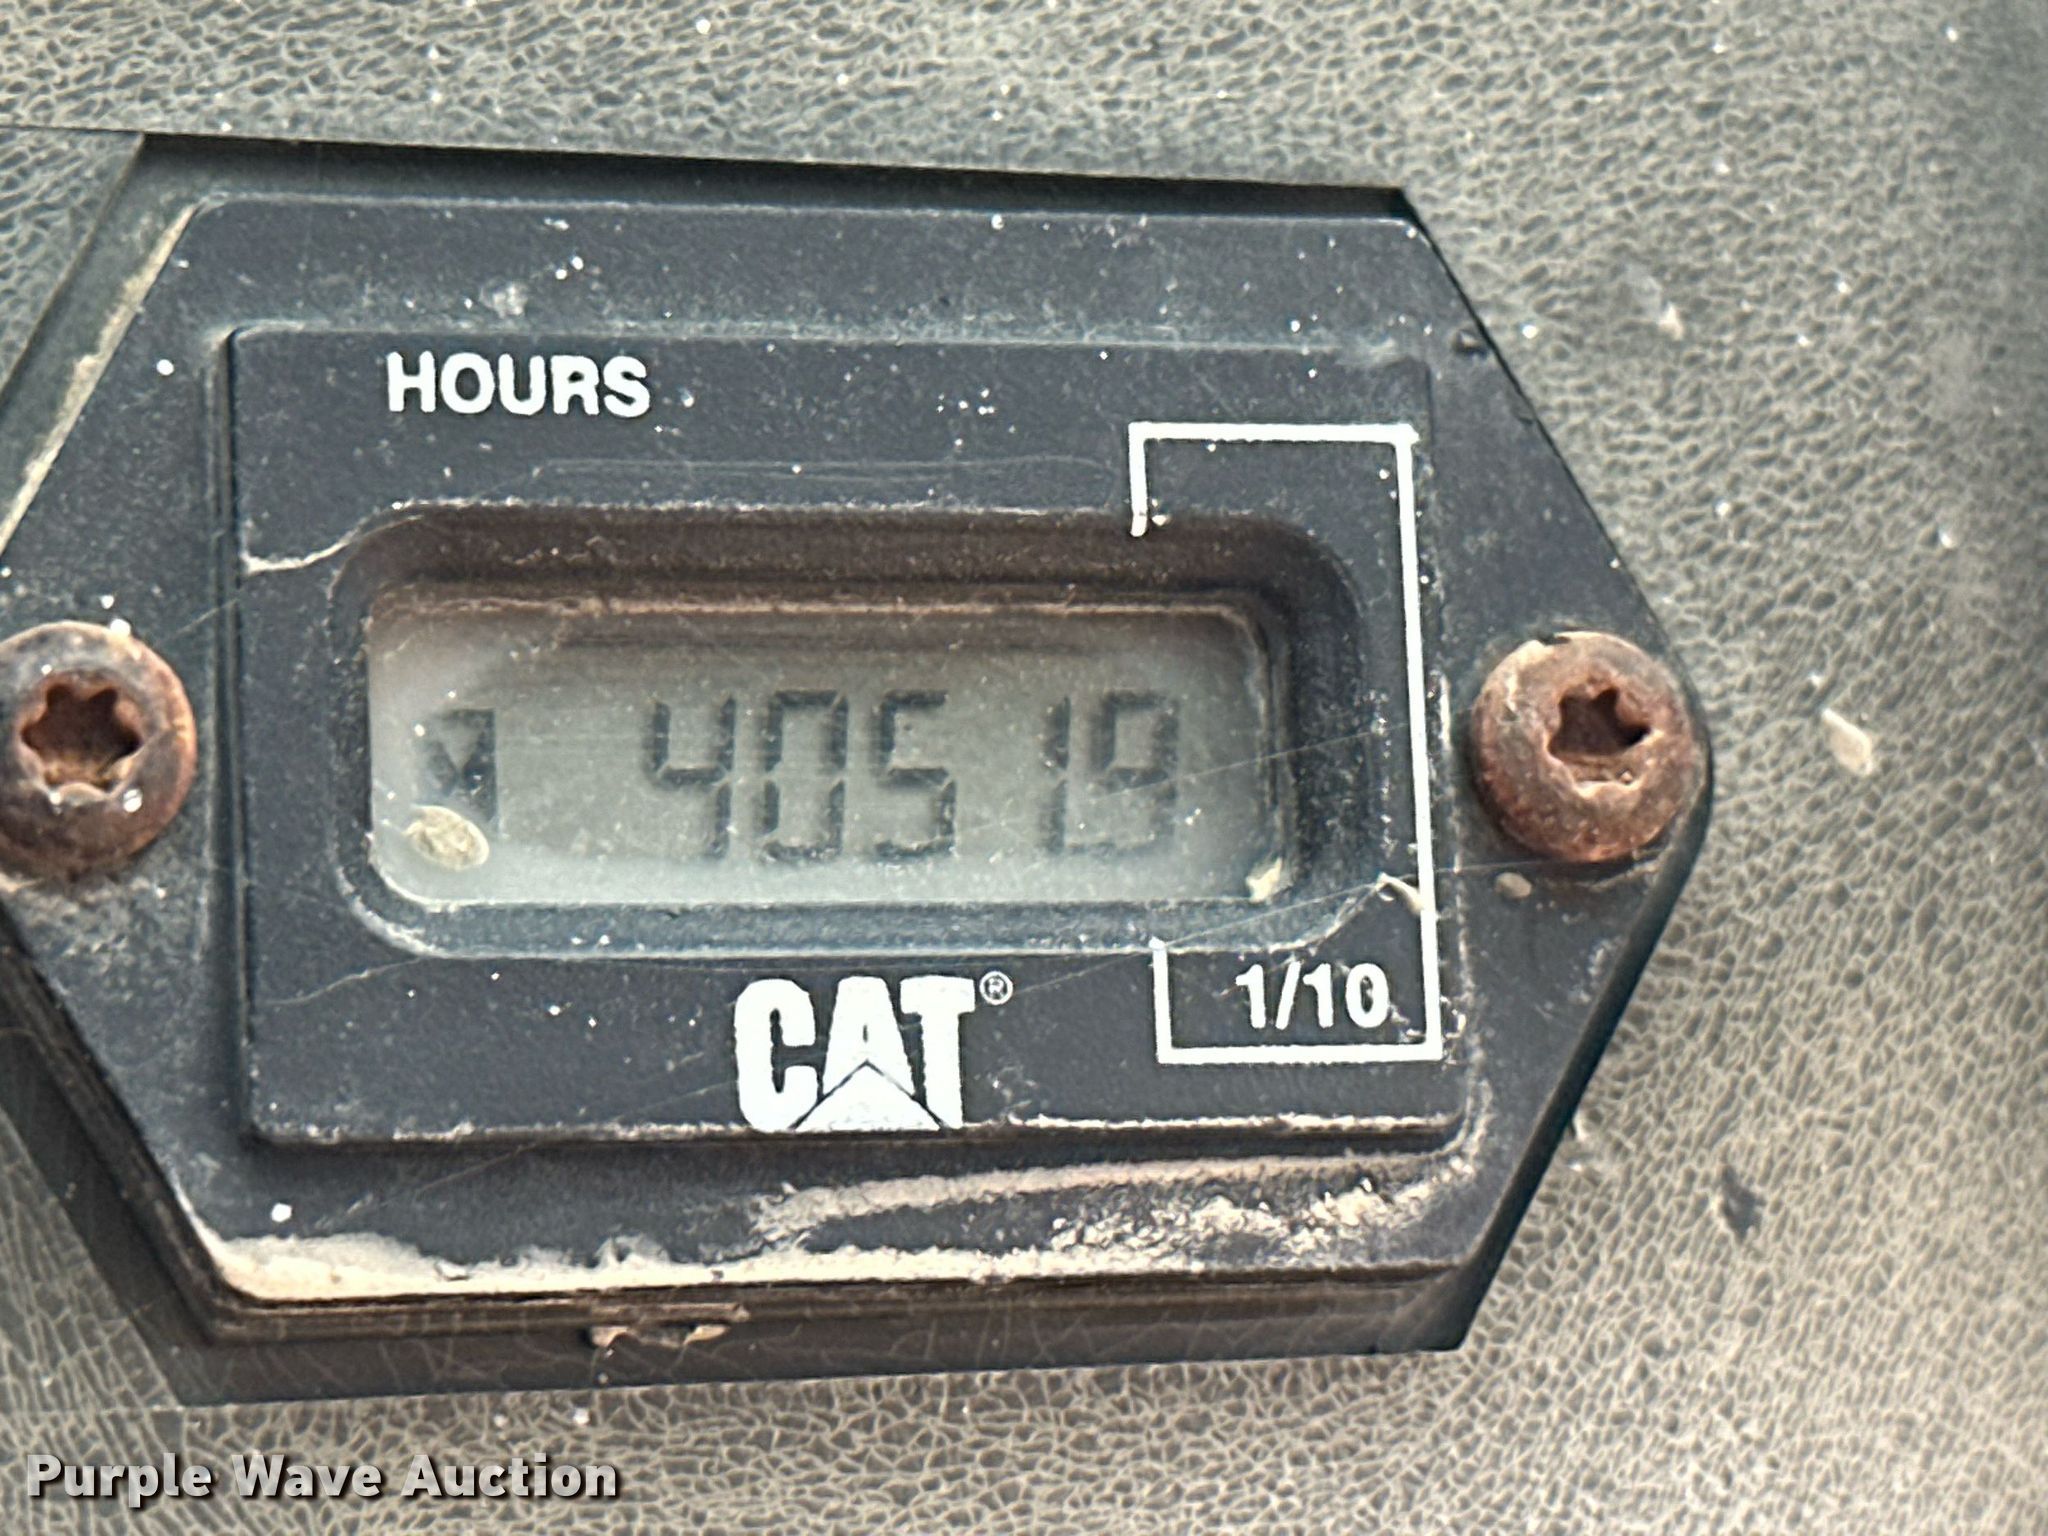 HOURS
40519
CAT®
1/10
Purple Wave Auction